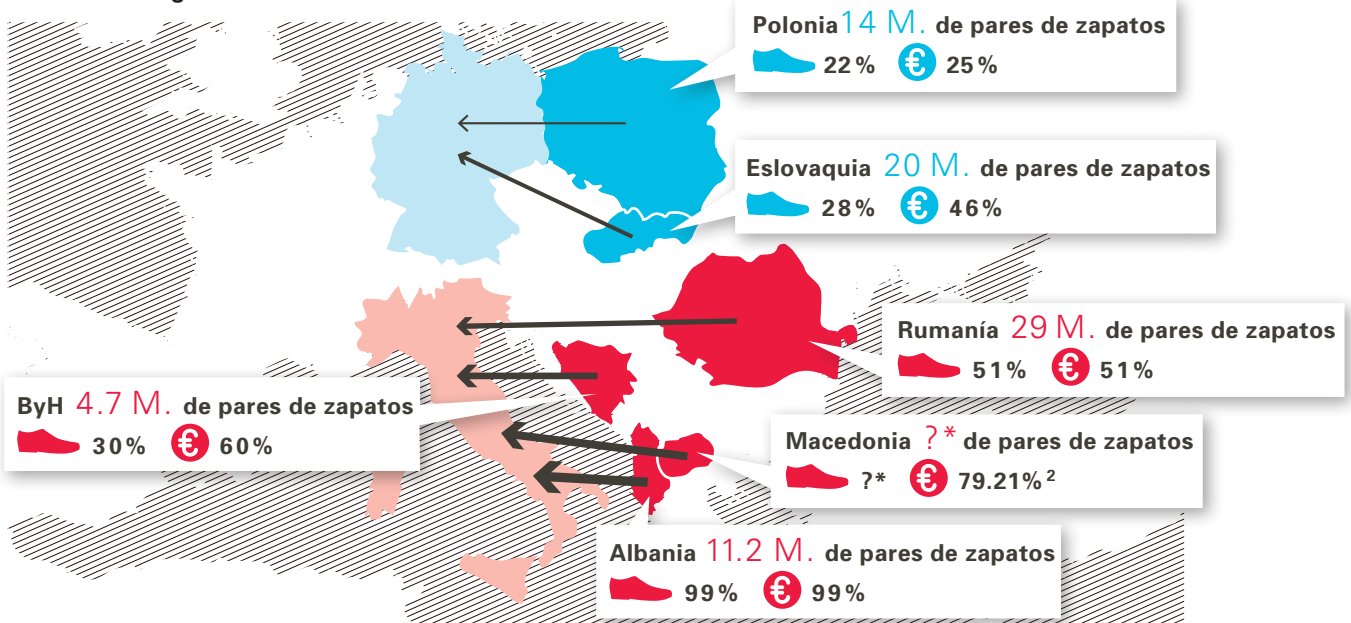 Polonia 14 M. de pares de zapatos
22% € 25%
Eslovaquia 20 M. de pares de zapatos
28% € 46%
Rumanía 29 M. de pares de zapatos
51% € 51%
ByH 4.7 M. de pares de zapatos
30% € 60%
Macedonia ?* de pares de zapatos
?* € 79.21%²
Albania 11.2 M. de pares de zapatos
99% € 99%